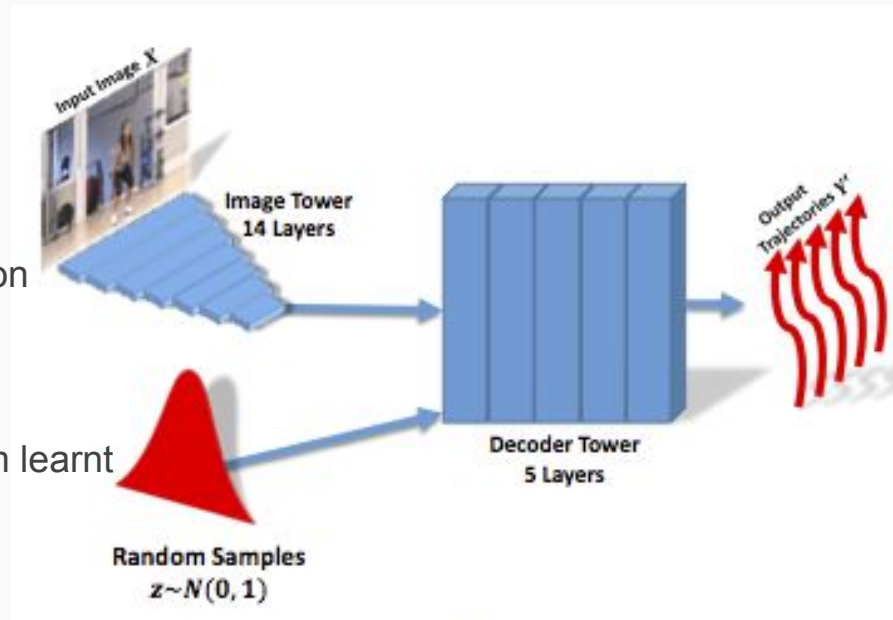 Input Image X
Image Tower
14 Layers
on
Output
Trajectories Y'
learnt
Decoder Tower
5 Layers
Random Samples
z~N(0,1)